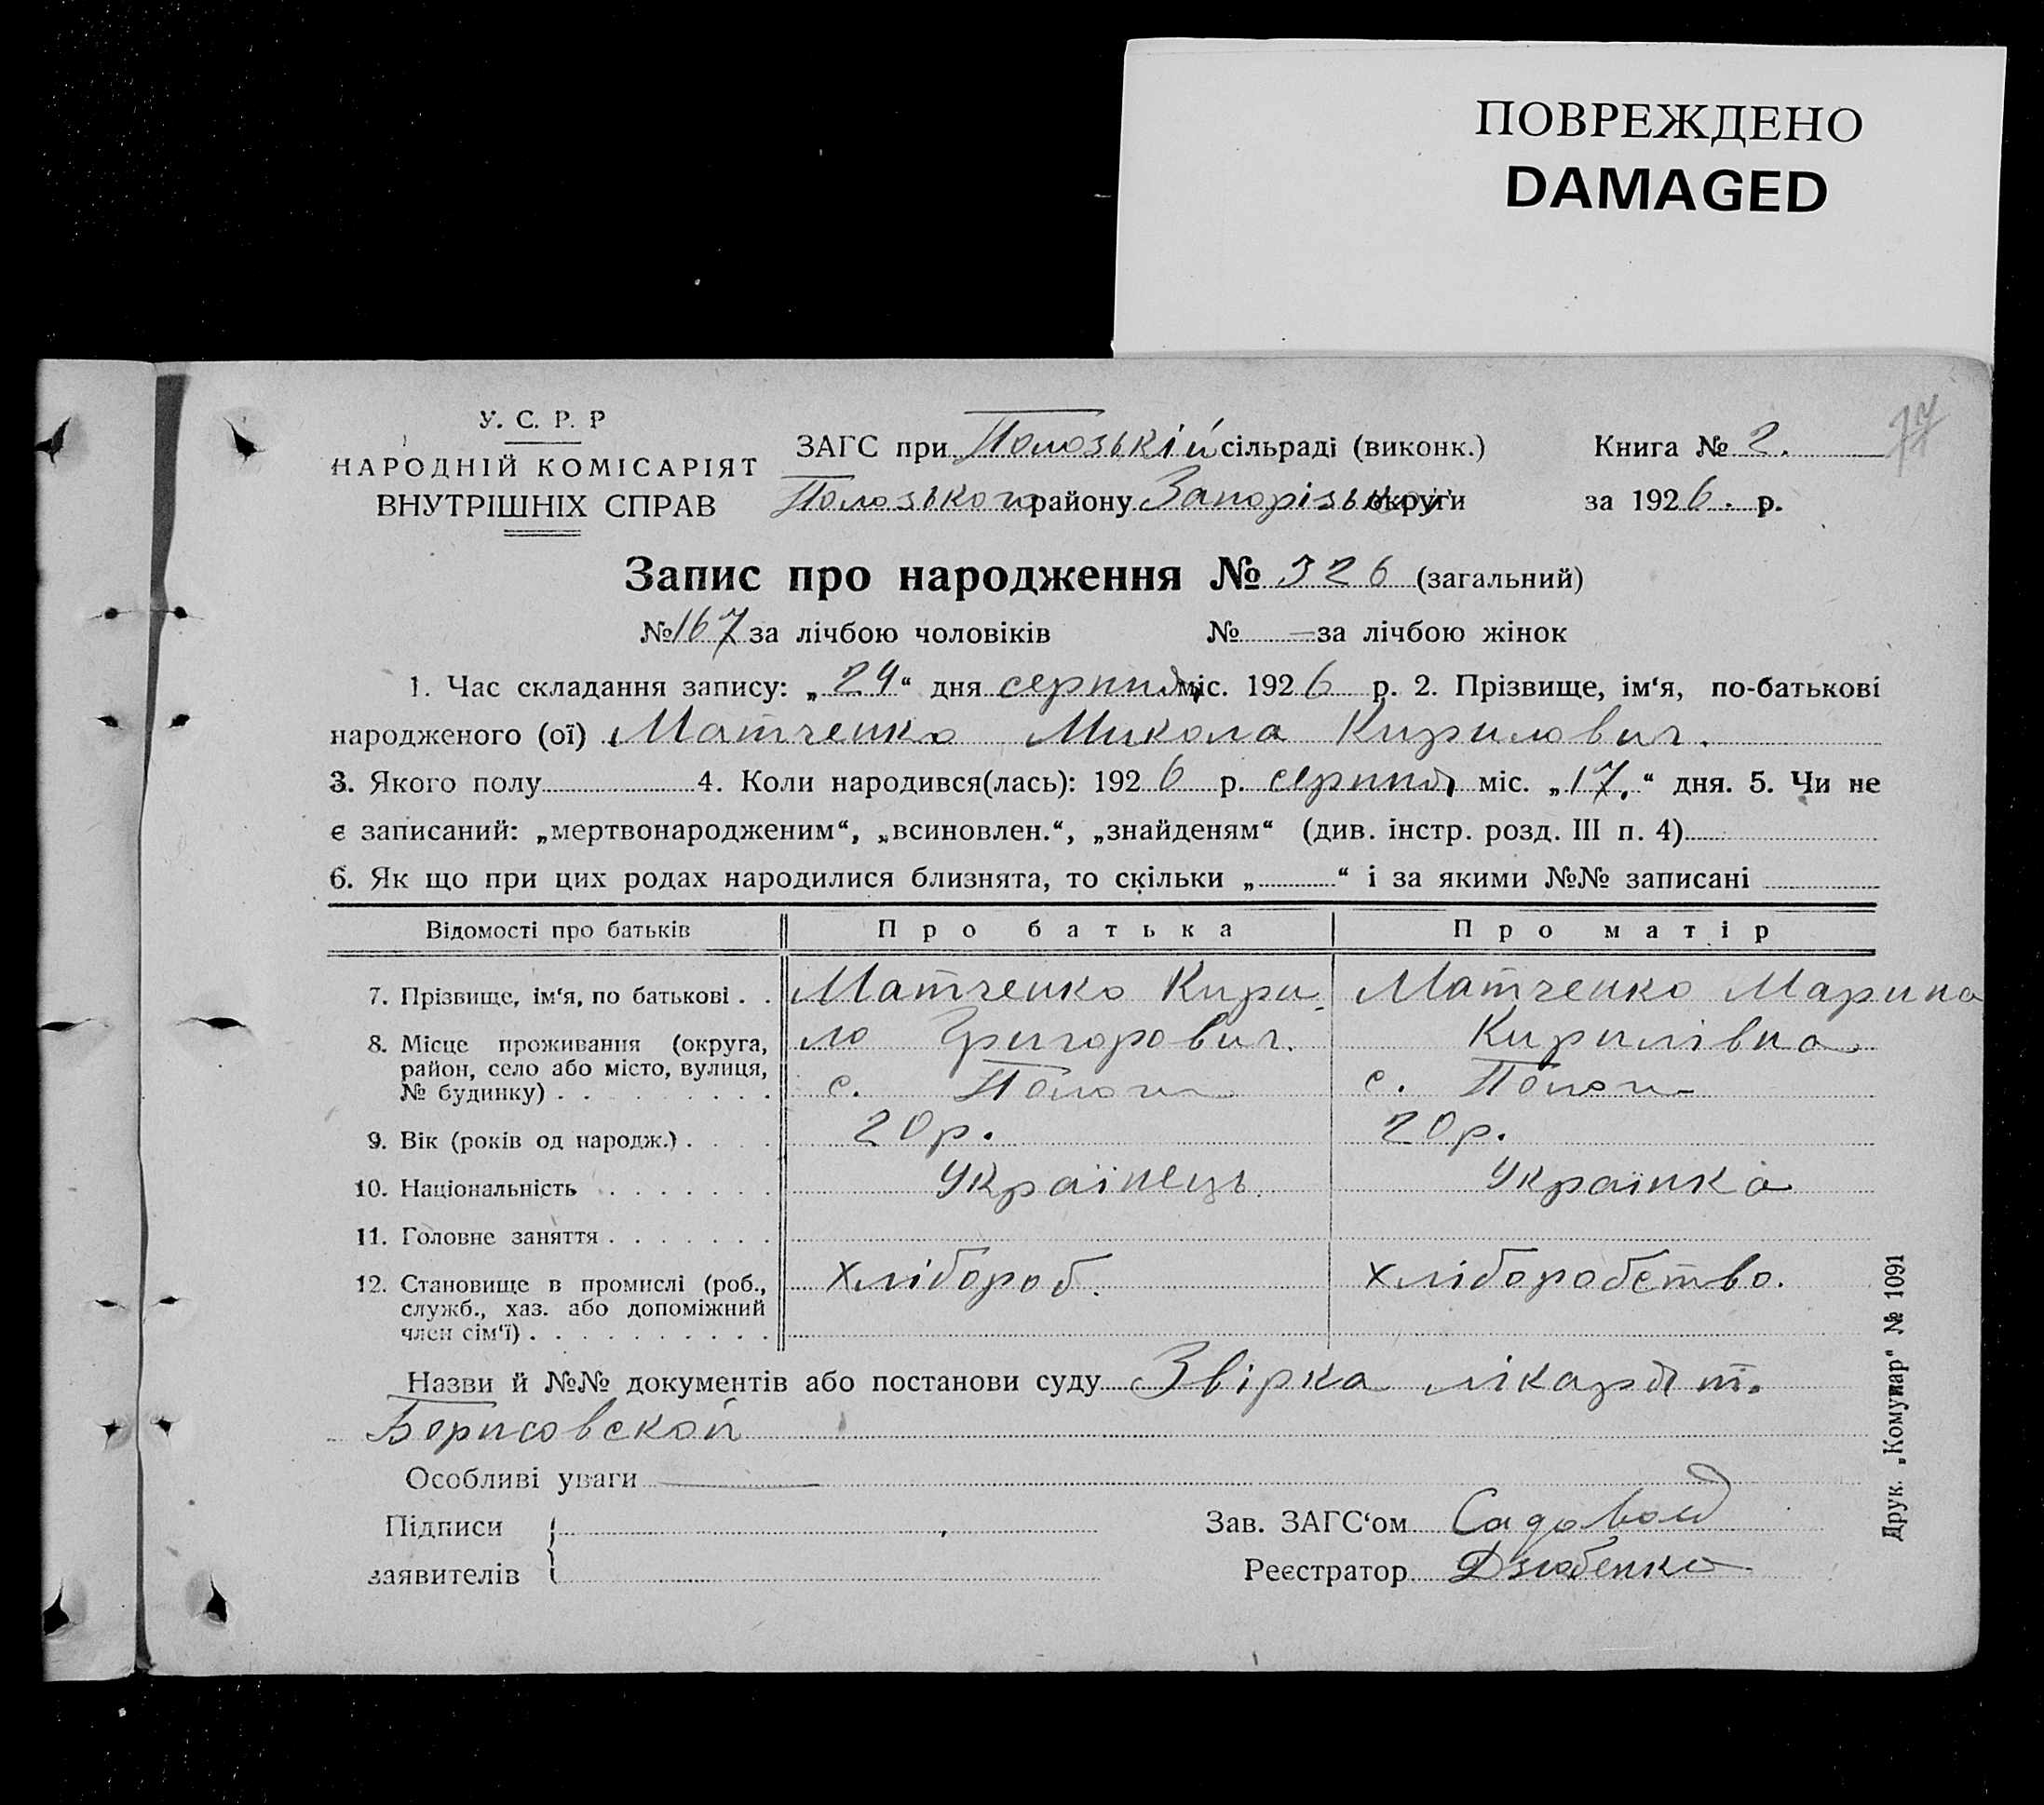 ПОВРЕЖДЕНО
DAMAGED
77
У. С. Р. Р
НАРОДНІЙ КОМІСАРІЯТ
ВНУТРІШНІХ СПРАВ
ЗАГС при Полозькій сільраді (виконк.)
Полозького району Запорізької округи
Книга № 2.
за 1926. р.
Запис про народження № 326 (загальний)
№ 167 за лічбою чоловіків № — за лічбою жінок
1. Час складання запису: „24“ дня серпня міс. 1926 р. 2. Прізвище, ім‘я, по-батькові
народженого (ої) Матченко Микола Кирилович.
3. Якого полу 4. Коли народився(лась): 1926 р. серпня міс. „17.“ дня. 5. Чи не
є записаний: „мертвонародженим“, „всиновлен.“, „знайденям“ (див. інстр. розд. III п. 4)
6. Як що при цих родах народилися близнята, то скільки „ “ і за якими №№ записані
Відомості про батьків Про батька Про матір
7. Прізвище, ім‘я, по батькові . . Матченко Кири- Матченко Марина
8. Місце проживання (округа, ло Григорович. Кирилівна
район, село або місто, вулиця,
№ будинку) . . . . . . . . . с. Пологи с. Пологи
9. Вік (років од народж.) . . . . 20 р. 20 р.
10. Національність . . . . . . . Українець Українка
11. Головне заняття . . . . . . .
12. Становище в промислі (роб., хлібороб. хліборобство.
служб., хаз. або допоміжний
член сім‘ї) . . . . . . . . . .
Назви й №№ документів або постанови суду Звірка лікаря т.
Борисовской
Особливі уваги —
Підписи
заявителів
Зав. ЗАГС‘ом Садовой
Реєстратор Дзюбенко
Друк. „Комунар“ № 1091